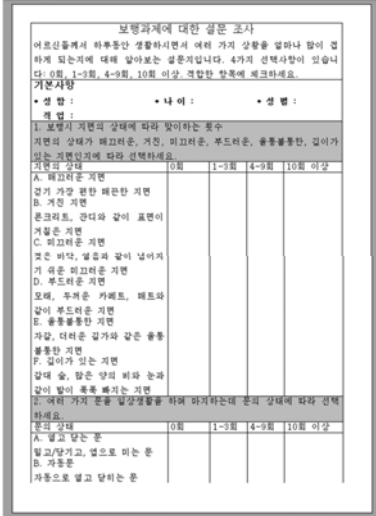 보행과제에 대한 설문 조사
어르신들께서 하루동안 생활하시면서 여러 가지 상황을 얼마나 많이 접
하게 되는지에 대해 알아보는 설문지입니다. 4가지 선택사항이 있습니
다: 0회, 1-3회, 4-9회, 10회 이상. 적합한 항목에 체크하세요.
기본사항
• 성 함 : • 나 이 : • 성 별 :
직 업 :
1. 보행시 지면의 상태에 따라 맞이하는 횟수
지면의 상태가 매끄러운, 거친, 미끄러운, 부드러운, 울퉁불퉁한, 깊이가
있는 지면인지에 따라 선택하세요.
지면의 상태 0회 1-3회 4-9회 10회 이상
A. 매끄러운 지면
걷기 가장 편한 매끈한 지면
B. 거친 지면
콘크리트, 잔디와 같이 표면이
거칠은 지면
C. 미끄러운 지면
젖은 바닥, 얼음과 같이 넘어지
기 쉬운 미끄러운 지면
D. 부드러운 지면
모래, 두꺼운 카페트, 매트와
같이 부드러운 지면
E. 울퉁불퉁한 지면
자갈, 더러운 길가와 같은 울퉁
불퉁한 지면
F. 깊이가 있는 지면
갈대 숲, 많은 양의 비와 눈과
같이 발이 푹푹 빠지는 지면
2. 여러 가지 문을 일상생활을 하며 마지하는데 문의 상태에 따라 선택
하세요.
문의 상태 0회 1-3회 4-9회 10회 이상
A. 열고 닫는 문
밀고/당기고, 옆으로 미는 문
B. 자동문
자동으로 열고 닫히는 문